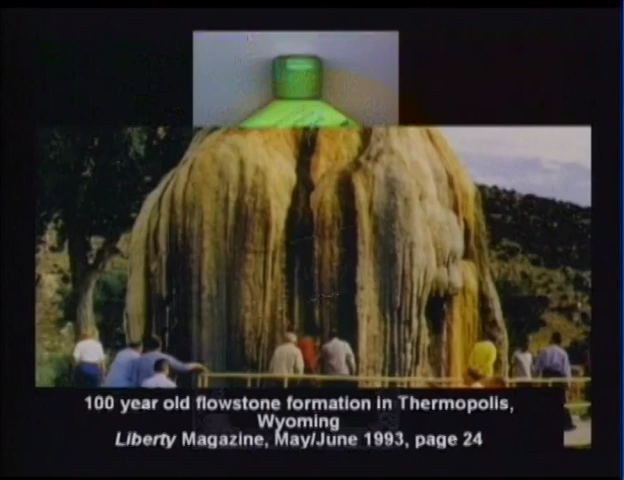 100 year old flowstone formation in Thermopolis,
Wyoming
Liberty Magazine, May/June 1993, page 24